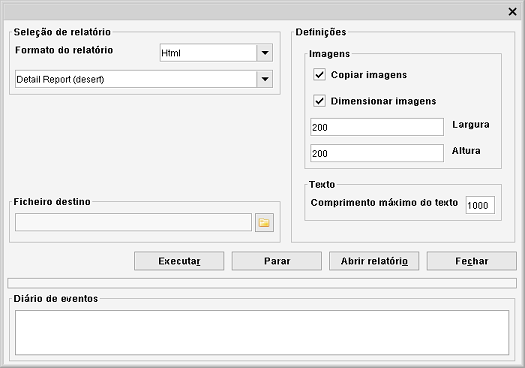 Seleção de relatório
Formato do relatório
Html
Detail Report (desert)
Ficheiro destino
Definições
Imagens
Copiar imagens
Dimensionar imagens
200 Largura
200 Altura
Texto
Comprimento máximo do texto 1000
Executar Parar Abrir relatório Fechar
Diário de eventos